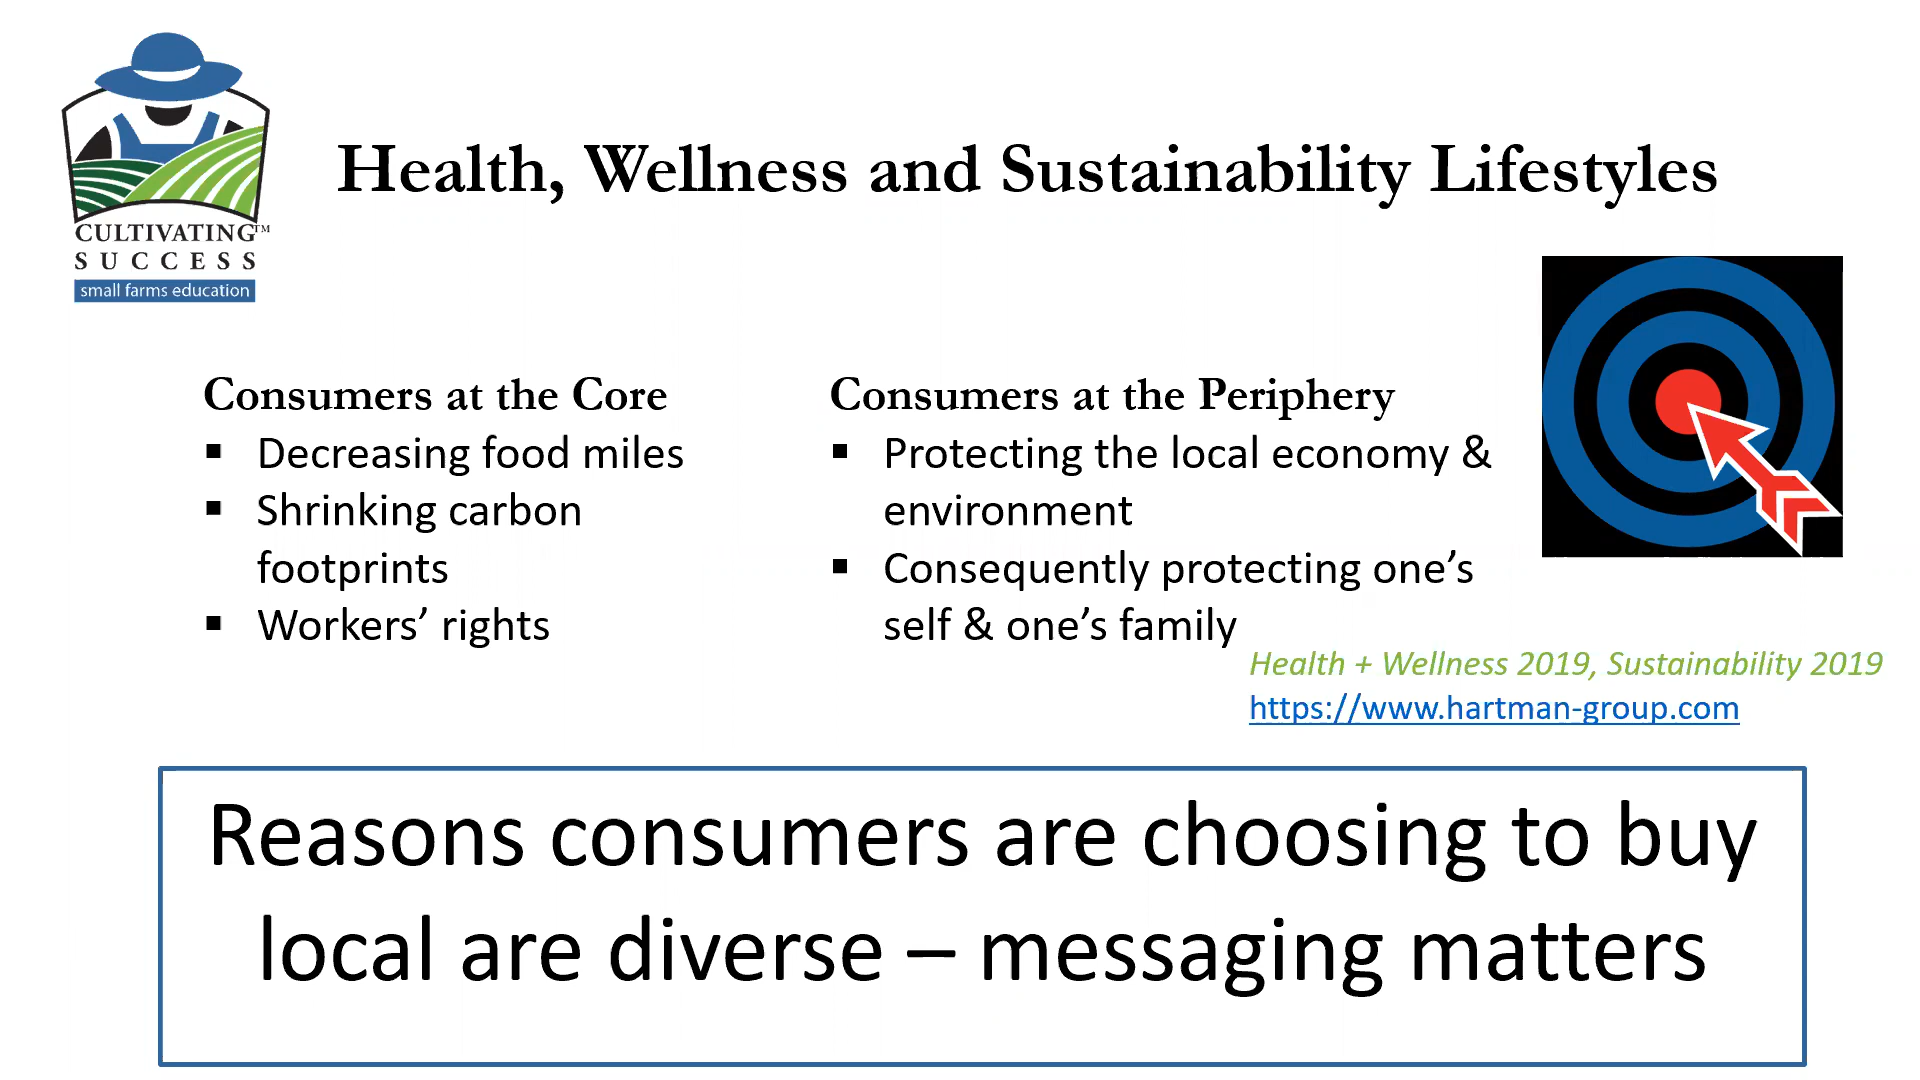 CULTIVATING™
SUCCESS
small farms education
Health, Wellness and Sustainability Lifestyles
Consumers at the Core
▪ Decreasing food miles
▪ Shrinking carbon
footprints
▪ Workers’ rights
Consumers at the Periphery
▪ Protecting the local economy &
environment
▪ Consequently protecting one’s
self & one’s family
Health + Wellness 2019, Sustainability 2019
https://www.hartman-group.com
Reasons consumers are choosing to buy
local are diverse – messaging matters